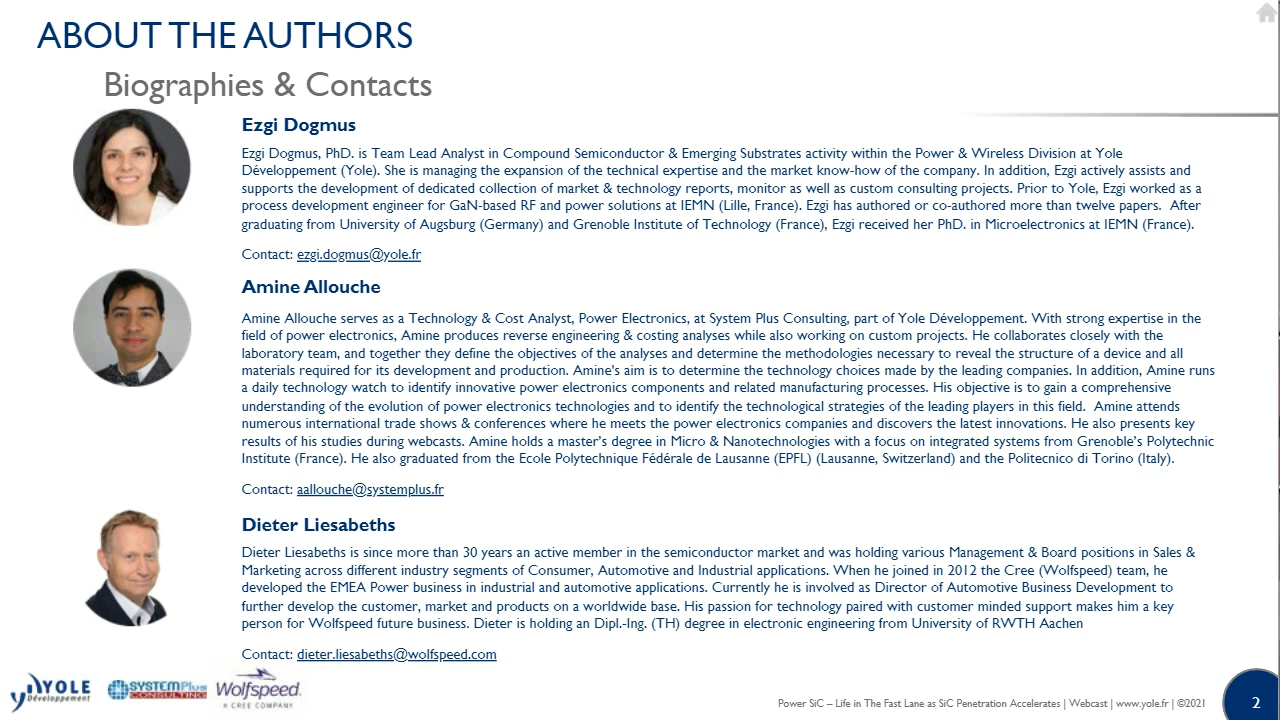 ABOUT THE AUTHORS
Biographies & Contacts
Ezgi Dogmus
Ezgi Dogmus, PhD. is Team Lead Analyst in Compound Semiconductor & Emerging Substrates activity within the Power & Wireless Division at Yole
Développement (Yole). She is managing the expansion of the technical expertise and the market know-how of the company. In addition, Ezgi actively assists and
supports the development of dedicated collection of market & technology reports, monitor as well as custom consulting projects. Prior to Yole, Ezgi worked as a
process development engineer for GaN-based RF and power solutions at IEMN (Lille, France). Ezgi has authored or co-authored more than twelve papers. After
graduating from University of Augsburg (Germany) and Grenoble Institute of Technology (France), Ezgi received her PhD. in Microelectronics at IEMN (France).
Contact: ezgi.dogmus@yole.fr
Amine Allouche
Amine Allouche serves as a Technology & Cost Analyst, Power Electronics, at System Plus Consulting, part of Yole Développement. With strong expertise in the
field of power electronics, Amine produces reverse engineering & costing analyses while also working on custom projects. He collaborates closely with the
laboratory team, and together they define the objectives of the analyses and determine the methodologies necessary to reveal the structure of a device and all
materials required for its development and production. Amine's aim is to determine the technology choices made by the leading companies. In addition, Amine runs
a daily technology watch to identify innovative power electronics components and related manufacturing processes. His objective is to gain a comprehensive
understanding of the evolution of power electronics technologies and to identify the technological strategies of the leading players in this field. Amine attends
numerous international trade shows & conferences where he meets the power electronics companies and discovers the latest innovations. He also presents key
results of his studies during webcasts. Amine holds a master's degree in Micro & Nanotechnologies with a focus on integrated systems from Grenoble's Polytechnic
Institute (France). He also graduated from the Ecole Polytechnique Fédérale de Lausanne (EPFL) (Lausanne, Switzerland) and the Politecnico di Torino (Italy).
Contact: aallouche@systemplus.fr
Dieter Liesabeths
Dieter Liesabeths is since more than 30 years an active member in the semiconductor market and was holding various Management & Board positions in Sales &
Marketing across different industry segments of Consumer, Automotive and Industrial applications. When he joined in 2012 the Cree (Wolfspeed) team, he
developed the EMEA Power business in industrial and automotive applications. Currently he is involved as Director of Automotive Business Development to
further develop the customer, market and products on a worldwide base. His passion for technology paired with customer minded support makes him a key
person for Wolfspeed future business. Dieter is holding an Dipl.-Ing. (TH) degree in electronic engineering from University of RWTH Aachen
Contact: dieter.liesabeths@wolfspeed.com
YOLE
Développement
SYSTEMPlus
CONSULTING
Wolfspeed.
A CREE COMPANY
Power SiC – Life in The Fast Lane as SiC Penetration Accelerates | Webcast | www.yole.fr | ©2021
2